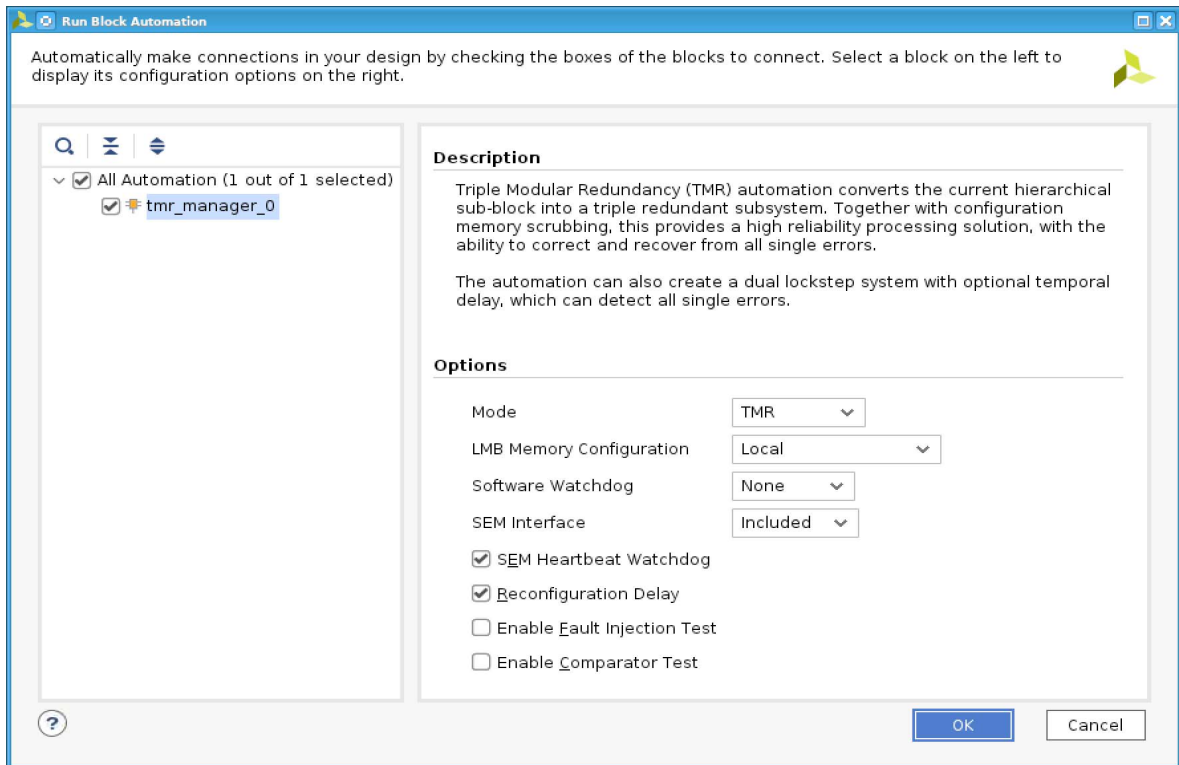 Run Block Automation
Automatically make connections in your design by checking the boxes of the blocks to connect. Select a block on the left to
display its configuration options on the right.
All Automation (1 out of 1 selected)
tmr_manager_0
Description
Triple Modular Redundancy (TMR) automation converts the current hierarchical
sub-block into a triple redundant subsystem. Together with configuration
memory scrubbing, this provides a high reliability processing solution, with the
ability to correct and recover from all single errors.
The automation can also create a dual lockstep system with optional temporal
delay, which can detect all single errors.
Options
Mode TMR
LMB Memory Configuration Local
Software Watchdog None
SEM Interface Included
SEM Heartbeat Watchdog
Reconfiguration Delay
Enable Fault Injection Test
Enable Comparator Test
? OK Cancel